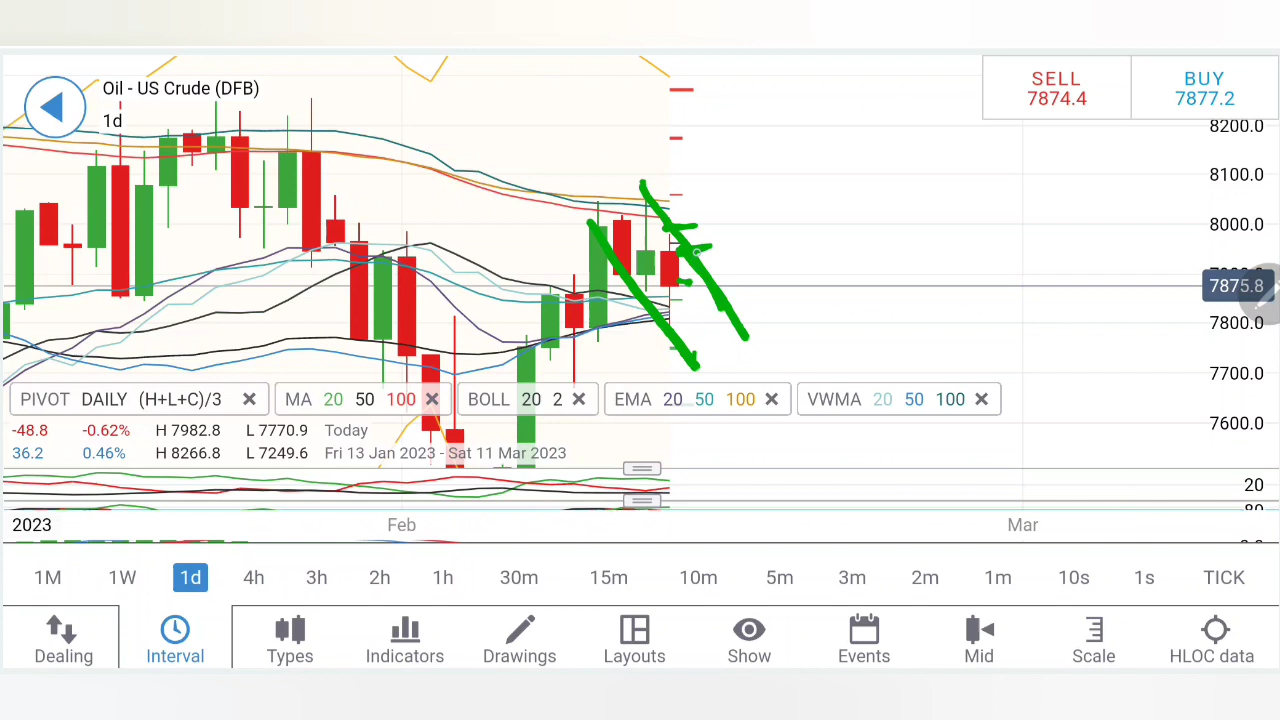 Oil - US Crude (DFB)
1d
SELL
7874.4
BUY
7877.2
8200.0
8100.0
8000.0
7875.8
7800.0
7700.0
7600.0
PIVOT DAILY (H+L+C)/3
MA 20 50 100
BOLL 20 2
EMA 20 50 100
VWMA 20 50 100
-48.8 -0.62% H 7982.8 L 7770.9 Today
36.2 0.46% H 8266.8 L 7249.6 Fri 13 Jan 2023 - Sat 11 Mar 2023
20
2023 Feb Mar
1M 1W 1d 4h 3h 2h 1h 30m 15m 10m 5m 3m 2m 1m 10s 1s TICK
Dealing Interval Types Indicators Drawings Layouts Show Events Mid Scale HLOC data